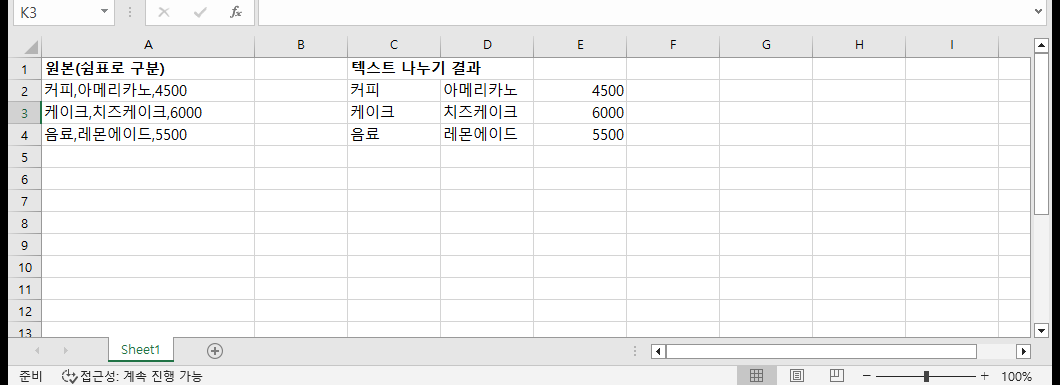 K3 fx
A B C D E F G H I
1 원본(쉼표로 구분) 텍스트 나누기 결과
2 커피,아메리카노,4500 커피 아메리카노 4500
3 케이크,치즈케이크,6000 케이크 치즈케이크 6000
4 음료,레몬에이드,5500 음료 레몬에이드 5500
5
6
7
8
9
10
11
12
13
Sheet1
준비 접근성: 계속 진행 가능 100%